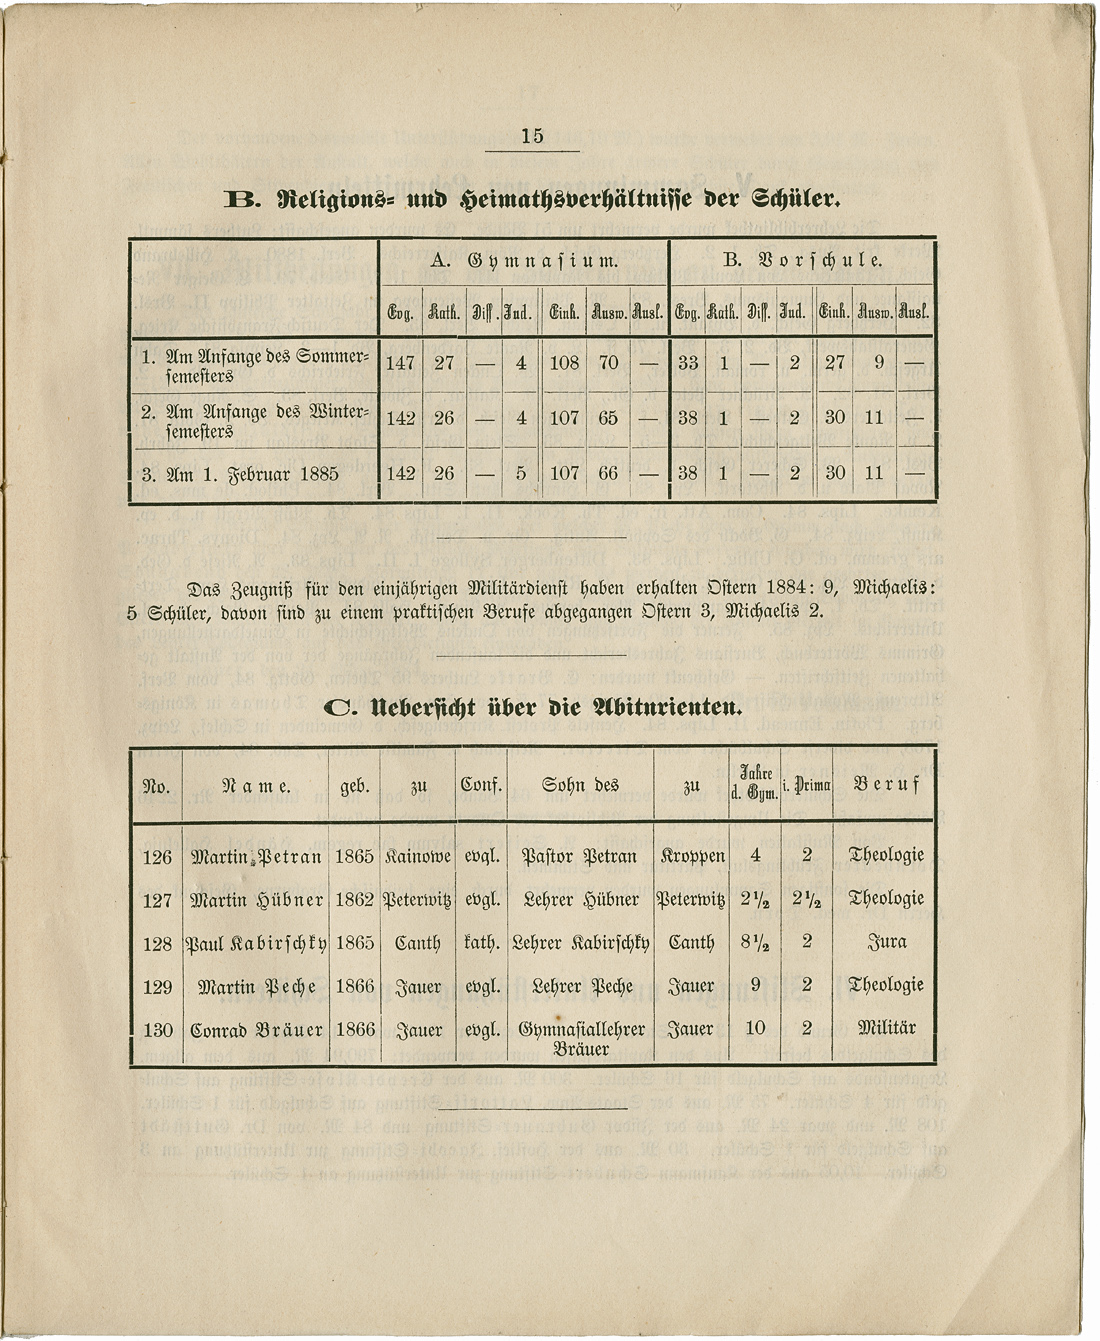 15
B. Religions- und Heimathsverhältnisse der Schüler.
A. Gymnasium. B. Vorschule.
Evg. Kath. Diss. Jud. Einh. Ausw. Ausl. Evg. Kath. Diss. Jud. Einh. Ausw. Ausl.
1. Am Anfange des Sommer-
semesters 147 27 — 4 108 70 — 33 1 — 2 27 9 —
2. Am Anfange des Winter-
semesters 142 26 — 4 107 65 — 38 1 — 2 30 11 —
3. Am 1. Februar 1885 142 26 — 5 107 66 — 38 1 — 2 30 11 —
Das Zeugniß für den einjährigen Militärdienst haben erhalten Ostern 1884: 9, Michaelis:
5 Schüler, davon sind zu einem praktischen Berufe abgegangen Ostern 3, Michaelis 2.
C. Uebersicht über die Abiturienten.
No. Name. geb. zu Conf. Sohn des zu Jahre d. Gym. i. Prima Beruf
126 Martin Petran 1865 Kainowe evgl. Pastor Petran Kroppen 4 2 Theologie
127 Martin Hübner 1862 Peterwitz evgl. Lehrer Hübner Peterwitz 2½ 2½ Theologie
128 Paul Kabirschky 1865 Canth kath. Lehrer Kabirschky Canth 8½ 2 Jura
129 Martin Peche 1866 Jauer evgl. Lehrer Peche Jauer 9 2 Theologie
130 Conrad Bräuer 1866 Jauer evgl. Gymnasiallehrer Jauer 10 2 Militär
Bräuer